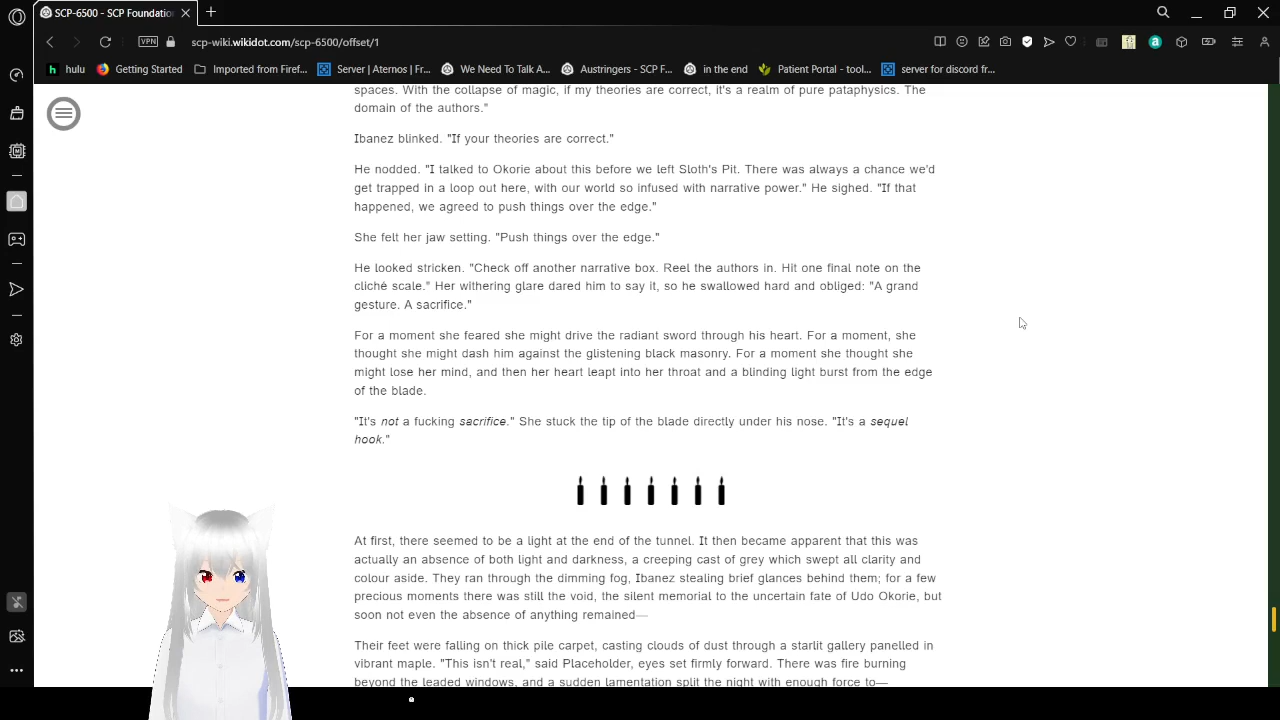 SCP-6500 - SCP Foundatio
VPN
scp-wiki.wikidot.com/scp-6500/offset/1
hulu
Getting Started
Imported from Firef...
Server | Aternos | Fr...
We Need To Talk A...
Austringers - SCP F...
in the end
Patient Portal - tool...
server for discord fr...
spaces. With the collapse of magic, if my theories are correct, it's a realm of pure pataphysics. The
domain of the authors."
Ibanez blinked. "If your theories are correct."
He nodded. "I talked to Okorie about this before we left Sloth's Pit. There was always a chance we'd
get trapped in a loop out here, with our world so infused with narrative power." He sighed. "If that
happened, we agreed to push things over the edge."
She felt her jaw setting. "Push things over the edge."
He looked stricken. "Check off another narrative box. Reel the authors in. Hit one final note on the
cliché scale." Her withering glare dared him to say it, so he swallowed hard and obliged: "A grand
gesture. A sacrifice."
For a moment she feared she might drive the radiant sword through his heart. For a moment, she
thought she might dash him against the glistening black masonry. For a moment she thought she
might lose her mind, and then her heart leapt into her throat and a blinding light burst from the edge
of the blade.
"It's not a fucking sacrifice." She stuck the tip of the blade directly under his nose. "It's a sequel
hook."
At first, there seemed to be a light at the end of the tunnel. It then became apparent that this was
actually an absence of both light and darkness, a creeping cast of grey which swept all clarity and
colour aside. They ran through the dimming fog, Ibanez stealing brief glances behind them; for a few
precious moments there was still the void, the silent memorial to the uncertain fate of Udo Okorie, but
soon not even the absence of anything remained—
Their feet were falling on thick pile carpet, casting clouds of dust through a starlit gallery panelled in
vibrant maple. "This isn't real," said Placeholder, eyes set firmly forward. There was fire burning
beyond the leaded windows, and a sudden lamentation split the night with enough force to—